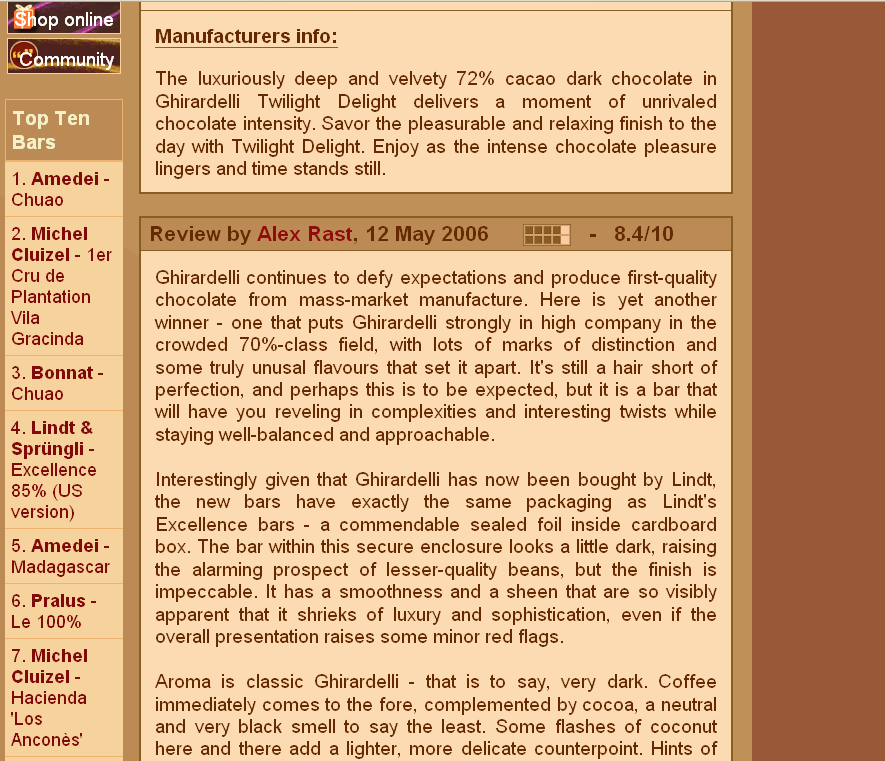 Shop online
Community
Top Ten
Bars
1. Amedei -
Chuao
2. Michel
Cluizel - 1er
Cru de
Plantation
Vila
Gracinda
3. Bonnat -
Chuao
4. Lindt &
Sprüngli -
Excellence
85% (US
version)
5. Amedei -
Madagascar
6. Pralus -
Le 100%
7. Michel
Cluizel -
Hacienda
'Los
Anconès'
Manufacturers info:
The luxuriously deep and velvety 72% cacao dark chocolate in
Ghirardelli Twilight Delight delivers a moment of unrivaled
chocolate intensity. Savor the pleasurable and relaxing finish to the
day with Twilight Delight. Enjoy as the intense chocolate pleasure
lingers and time stands still.
Review by Alex Rast, 12 May 2006 - 8.4/10
Ghirardelli continues to defy expectations and produce first-quality
chocolate from mass-market manufacture. Here is yet another
winner - one that puts Ghirardelli strongly in high company in the
crowded 70%-class field, with lots of marks of distinction and
some truly unusual flavours that set it apart. It's still a hair short of
perfection, and perhaps this is to be expected, but it is a bar that
will have you reveling in complexities and interesting twists while
staying well-balanced and approachable.
Interestingly given that Ghirardelli has now been bought by Lindt,
the new bars have exactly the same packaging as Lindt's
Excellence bars - a commendable sealed foil inside cardboard
box. The bar within this secure enclosure looks a little dark, raising
the alarming prospect of lesser-quality beans, but the finish is
impeccable. It has a smoothness and a sheen that are so visibly
apparent that it shrieks of luxury and sophistication, even if the
overall presentation raises some minor red flags.
Aroma is classic Ghirardelli - that is to say, very dark. Coffee
immediately comes to the fore, complemented by cocoa, a neutral
and very black smell to say the least. Some flashes of coconut
here and there add a lighter, more delicate counterpoint. Hints of